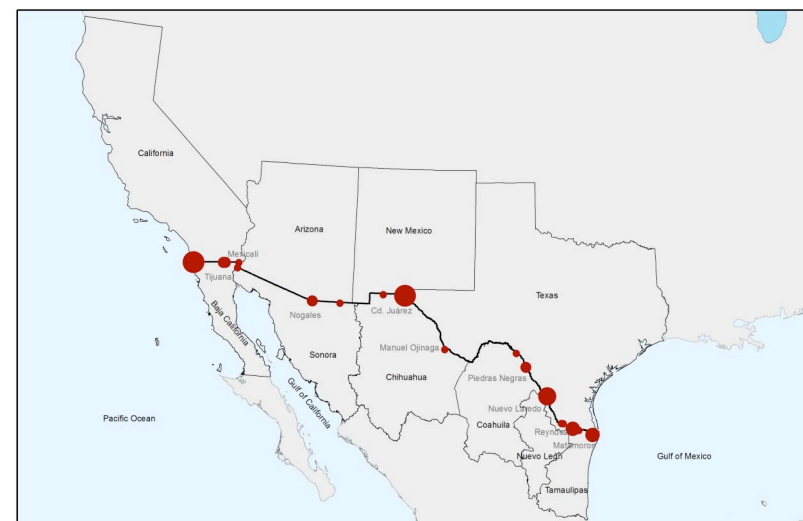 California
Arizona
New Mexico
Mexicali
Tijuana
Texas
Nogales
Cd. Juárez
Baja California
Sonora
Manuel Ojinaga
Chihuahua
Piedras Negras
Gulf of California
Nuevo Laredo
Pacific Ocean
Coahuila
Reynosa
Matamoros
Nuevo León
Gulf of Mexico
Tamaulipas